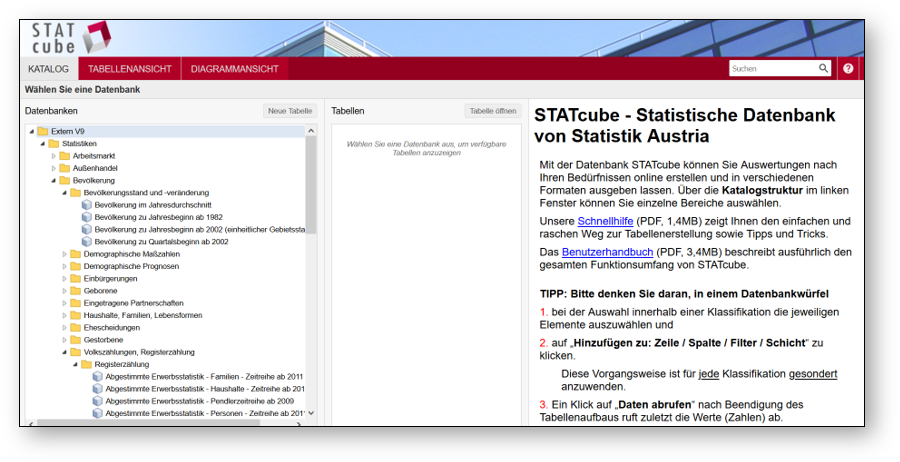 STAT
cube
KATALOG TABELLENANSICHT DIAGRAMMANSICHT Suchen ?
Wählen Sie eine Datenbank
Datenbanken Neue Tabelle
Extern V9
Statistiken
Arbeitsmarkt
Außenhandel
Bevölkerung
Bevölkerungsstand und -veränderung
Bevölkerung im Jahresdurchschnitt
Bevölkerung zu Jahresbeginn ab 1982
Bevölkerung zu Jahresbeginn ab 2002 (einheitlicher Gebietssta
Bevölkerung zu Quartalsbeginn ab 2002
Demographische Maßzahlen
Demographische Prognosen
Einbürgerungen
Geborene
Eingetragene Partnerschaften
Haushalte, Familien, Lebensformen
Ehescheidungen
Gestorbene
Volkszählungen, Registerzählung
Registerzählung
Abgestimmte Erwerbsstatistik - Familien - Zeitreihe ab 2011
Abgestimmte Erwerbsstatistik - Haushalte - Zeitreihe ab 201
Abgestimmte Erwerbsstatistik - Pendlerzeitreihe ab 2009
Abgestimmte Erwerbsstatistik - Personen - Zeitreihe ab 201
Tabellen Tabelle öffnen
Wählen Sie eine Datenbank aus, um verfügbare
Tabellen anzuzeigen
STATcube - Statistische Datenbank
von Statistik Austria
Mit der Datenbank STATcube können Sie Auswertungen nach
Ihren Bedürfnissen online erstellen und in verschiedenen
Formaten ausgeben lassen. Über die Katalogstruktur im linken
Fenster können Sie einzelne Bereiche auswählen.
Unsere Schnellhilfe (PDF, 1,4MB) zeigt Ihnen den einfachen und
raschen Weg zur Tabellenerstellung sowie Tipps und Tricks.
Das Benutzerhandbuch (PDF, 3,4MB) beschreibt ausführlich den
gesamten Funktionsumfang von STATcube.
TIPP: Bitte denken Sie daran, in einem Datenbankwürfel
1. bei der Auswahl innerhalb einer Klassifikation die jeweiligen
Elemente auszuwählen und
2. auf „Hinzufügen zu: Zeile / Spalte / Filter / Schicht“ zu
klicken.
Diese Vorgangsweise ist für jede Klassifikation gesondert
anzuwenden.
3. Ein Klick auf „Daten abrufen“ nach Beendigung des
Tabellenaufbaus ruft zuletzt die Werte (Zahlen) ab.